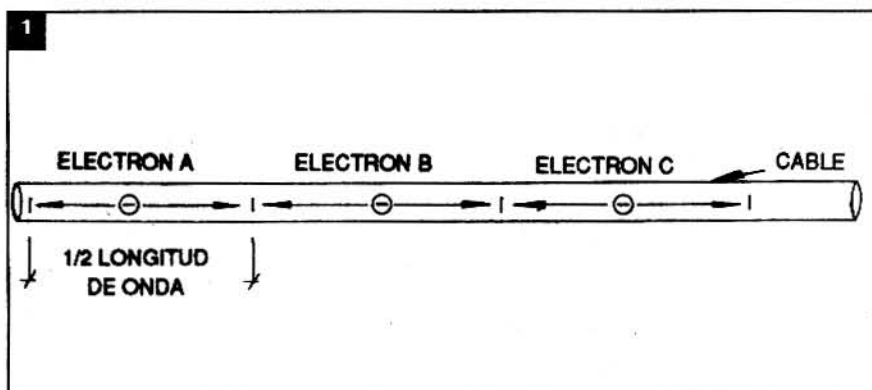 1
ELECTRON A
ELECTRON B
ELECTRON C
CABLE
1/2 LONGITUD
DE ONDA